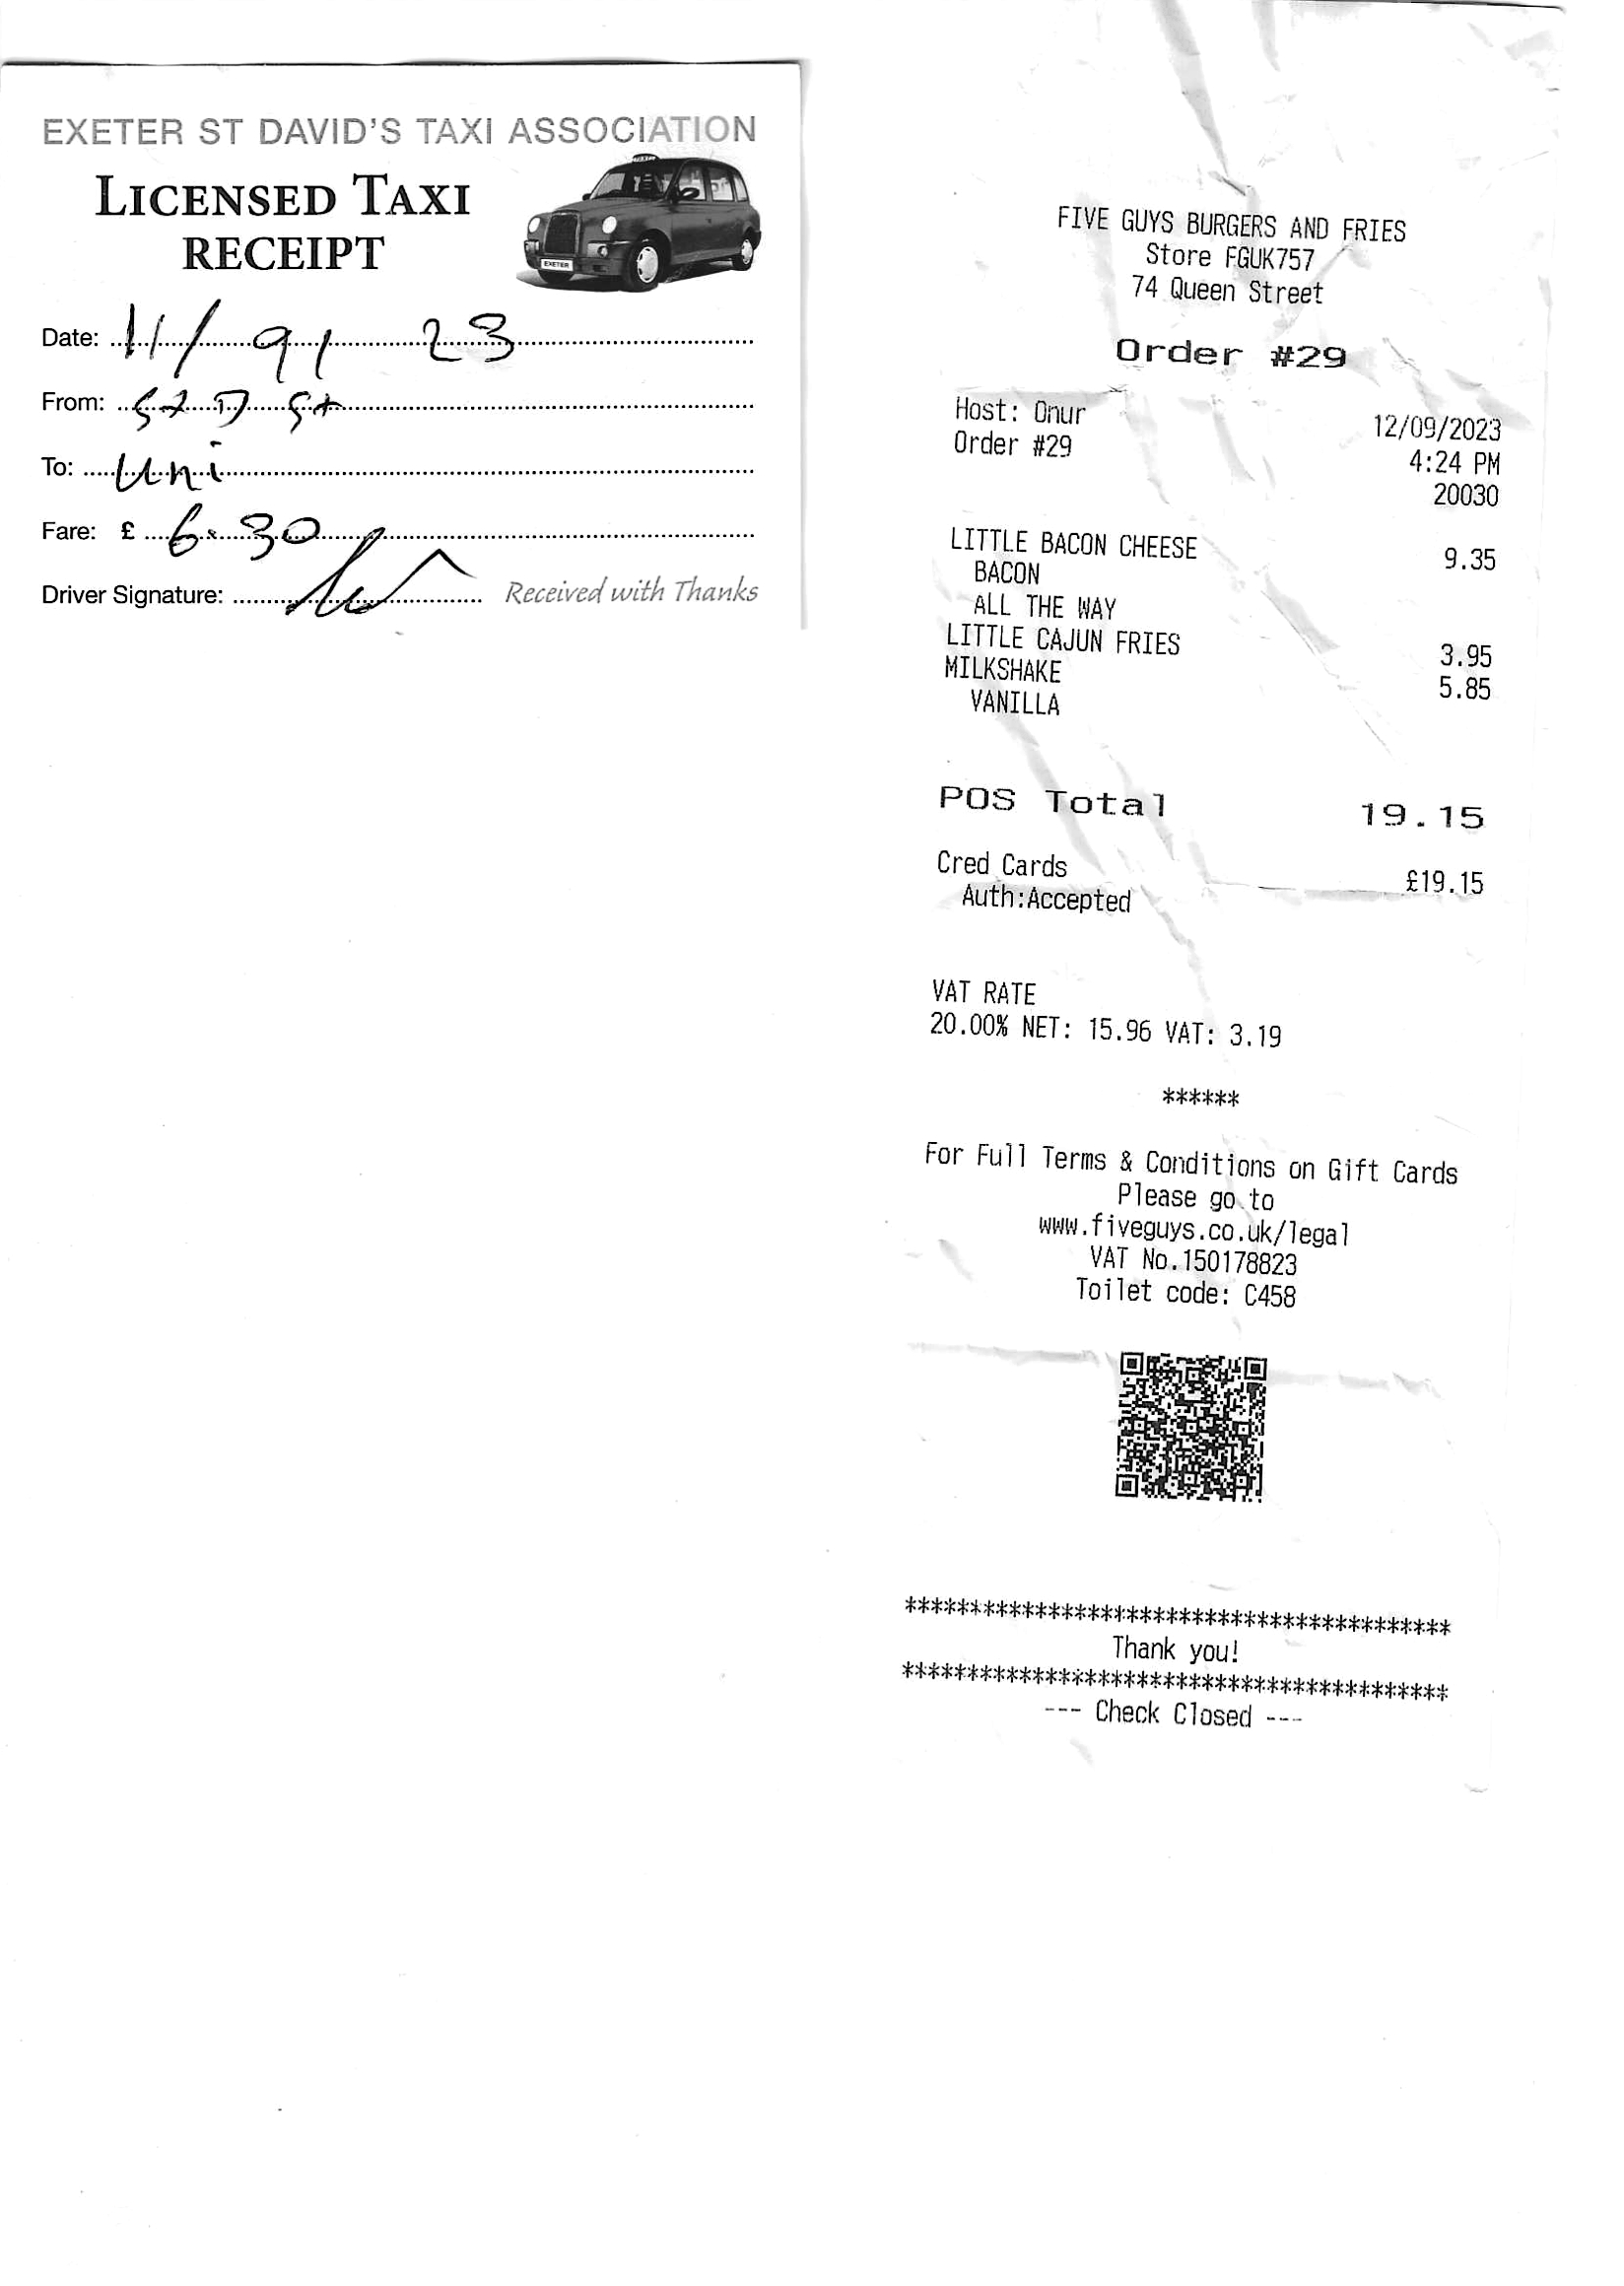 EXETER ST DAVID'S TAXI ASSOCIATION
LICENSED TAXI
RECEIPT
EXETER
Date: 11/ 9/ 23
From: St D St
To: Uni
Fare: £ 6.30
Driver Signature: Received with Thanks
FIVE GUYS BURGERS AND FRIES
Store FGUK757
74 Queen Street
Order #29
Host: Onur 12/09/2023
Order #29 4:24 PM
20030
LITTLE BACON CHEESE 9.35
BACON
ALL THE WAY
LITTLE CAJUN FRIES 3.95
MILKSHAKE 5.85
VANILLA
POS Total 19.15
Cred Cards £19.15
Auth:Accepted
VAT RATE
20.00% NET: 15.96 VAT: 3.19
******
For Full Terms & Conditions on Gift Cards
Please go to
www.fiveguys.co.uk/legal
VAT No.150178823
Toilet code: C458
******************************************
Thank you!
******************************************
--- Check Closed ---